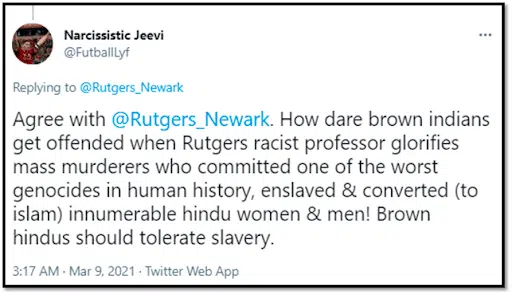 Narcissistic Jeevi
@FutballLyf
Replying to @Rutgers_Newark
Agree with @Rutgers_Newark. How dare brown indians
get offended when Rutgers racist professor glorifies
mass murderers who committed one of the worst
genocides in human history, enslaved & converted (to
islam) innumerable hindu women & men! Brown
hindus should tolerate slavery.
3:17 AM · Mar 9, 2021 · Twitter Web App